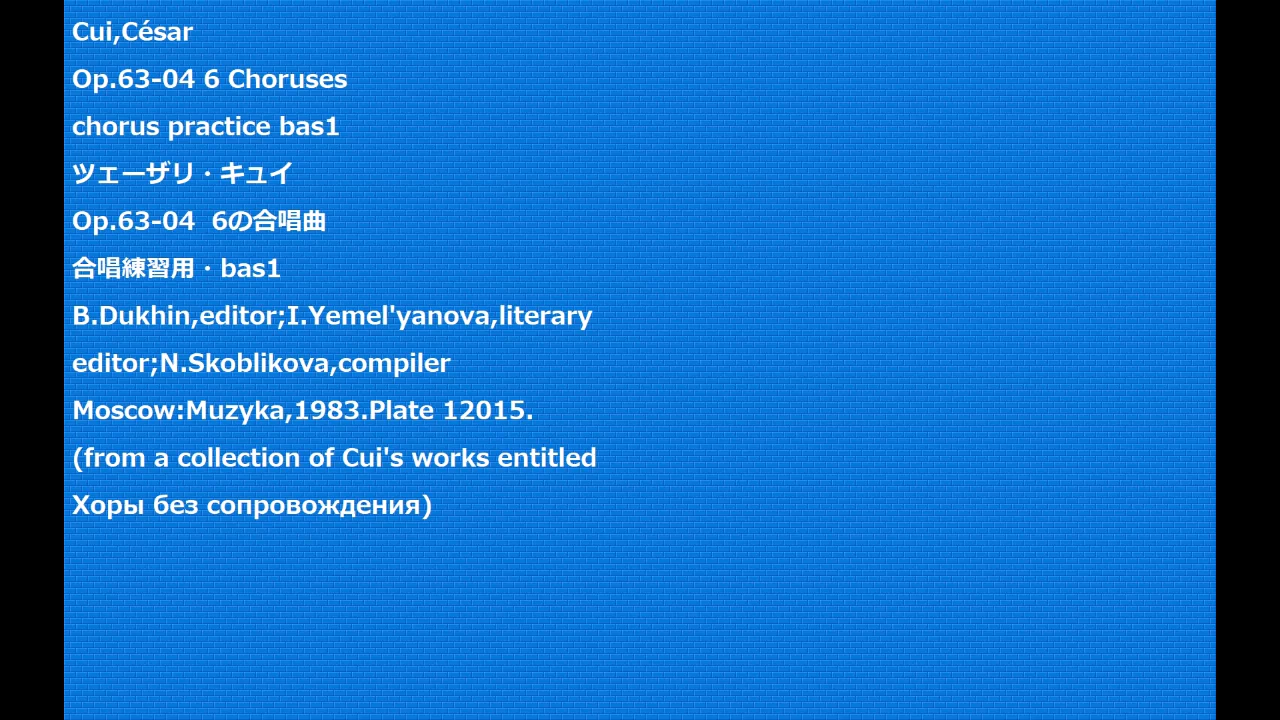 Cui,César
Op.63-04 6 Choruses
chorus practice bas1
ツェーザリ・キュイ
Op.63-04  6の合唱曲
合唱練習用・bas1
B.Dukhin,editor;I.Yemel'yanova,literary
editor;N.Skoblikova,compiler
Moscow:Muzyka,1983.Plate 12015.
(from a collection of Cui's works entitled
Хоры без сопровождения)